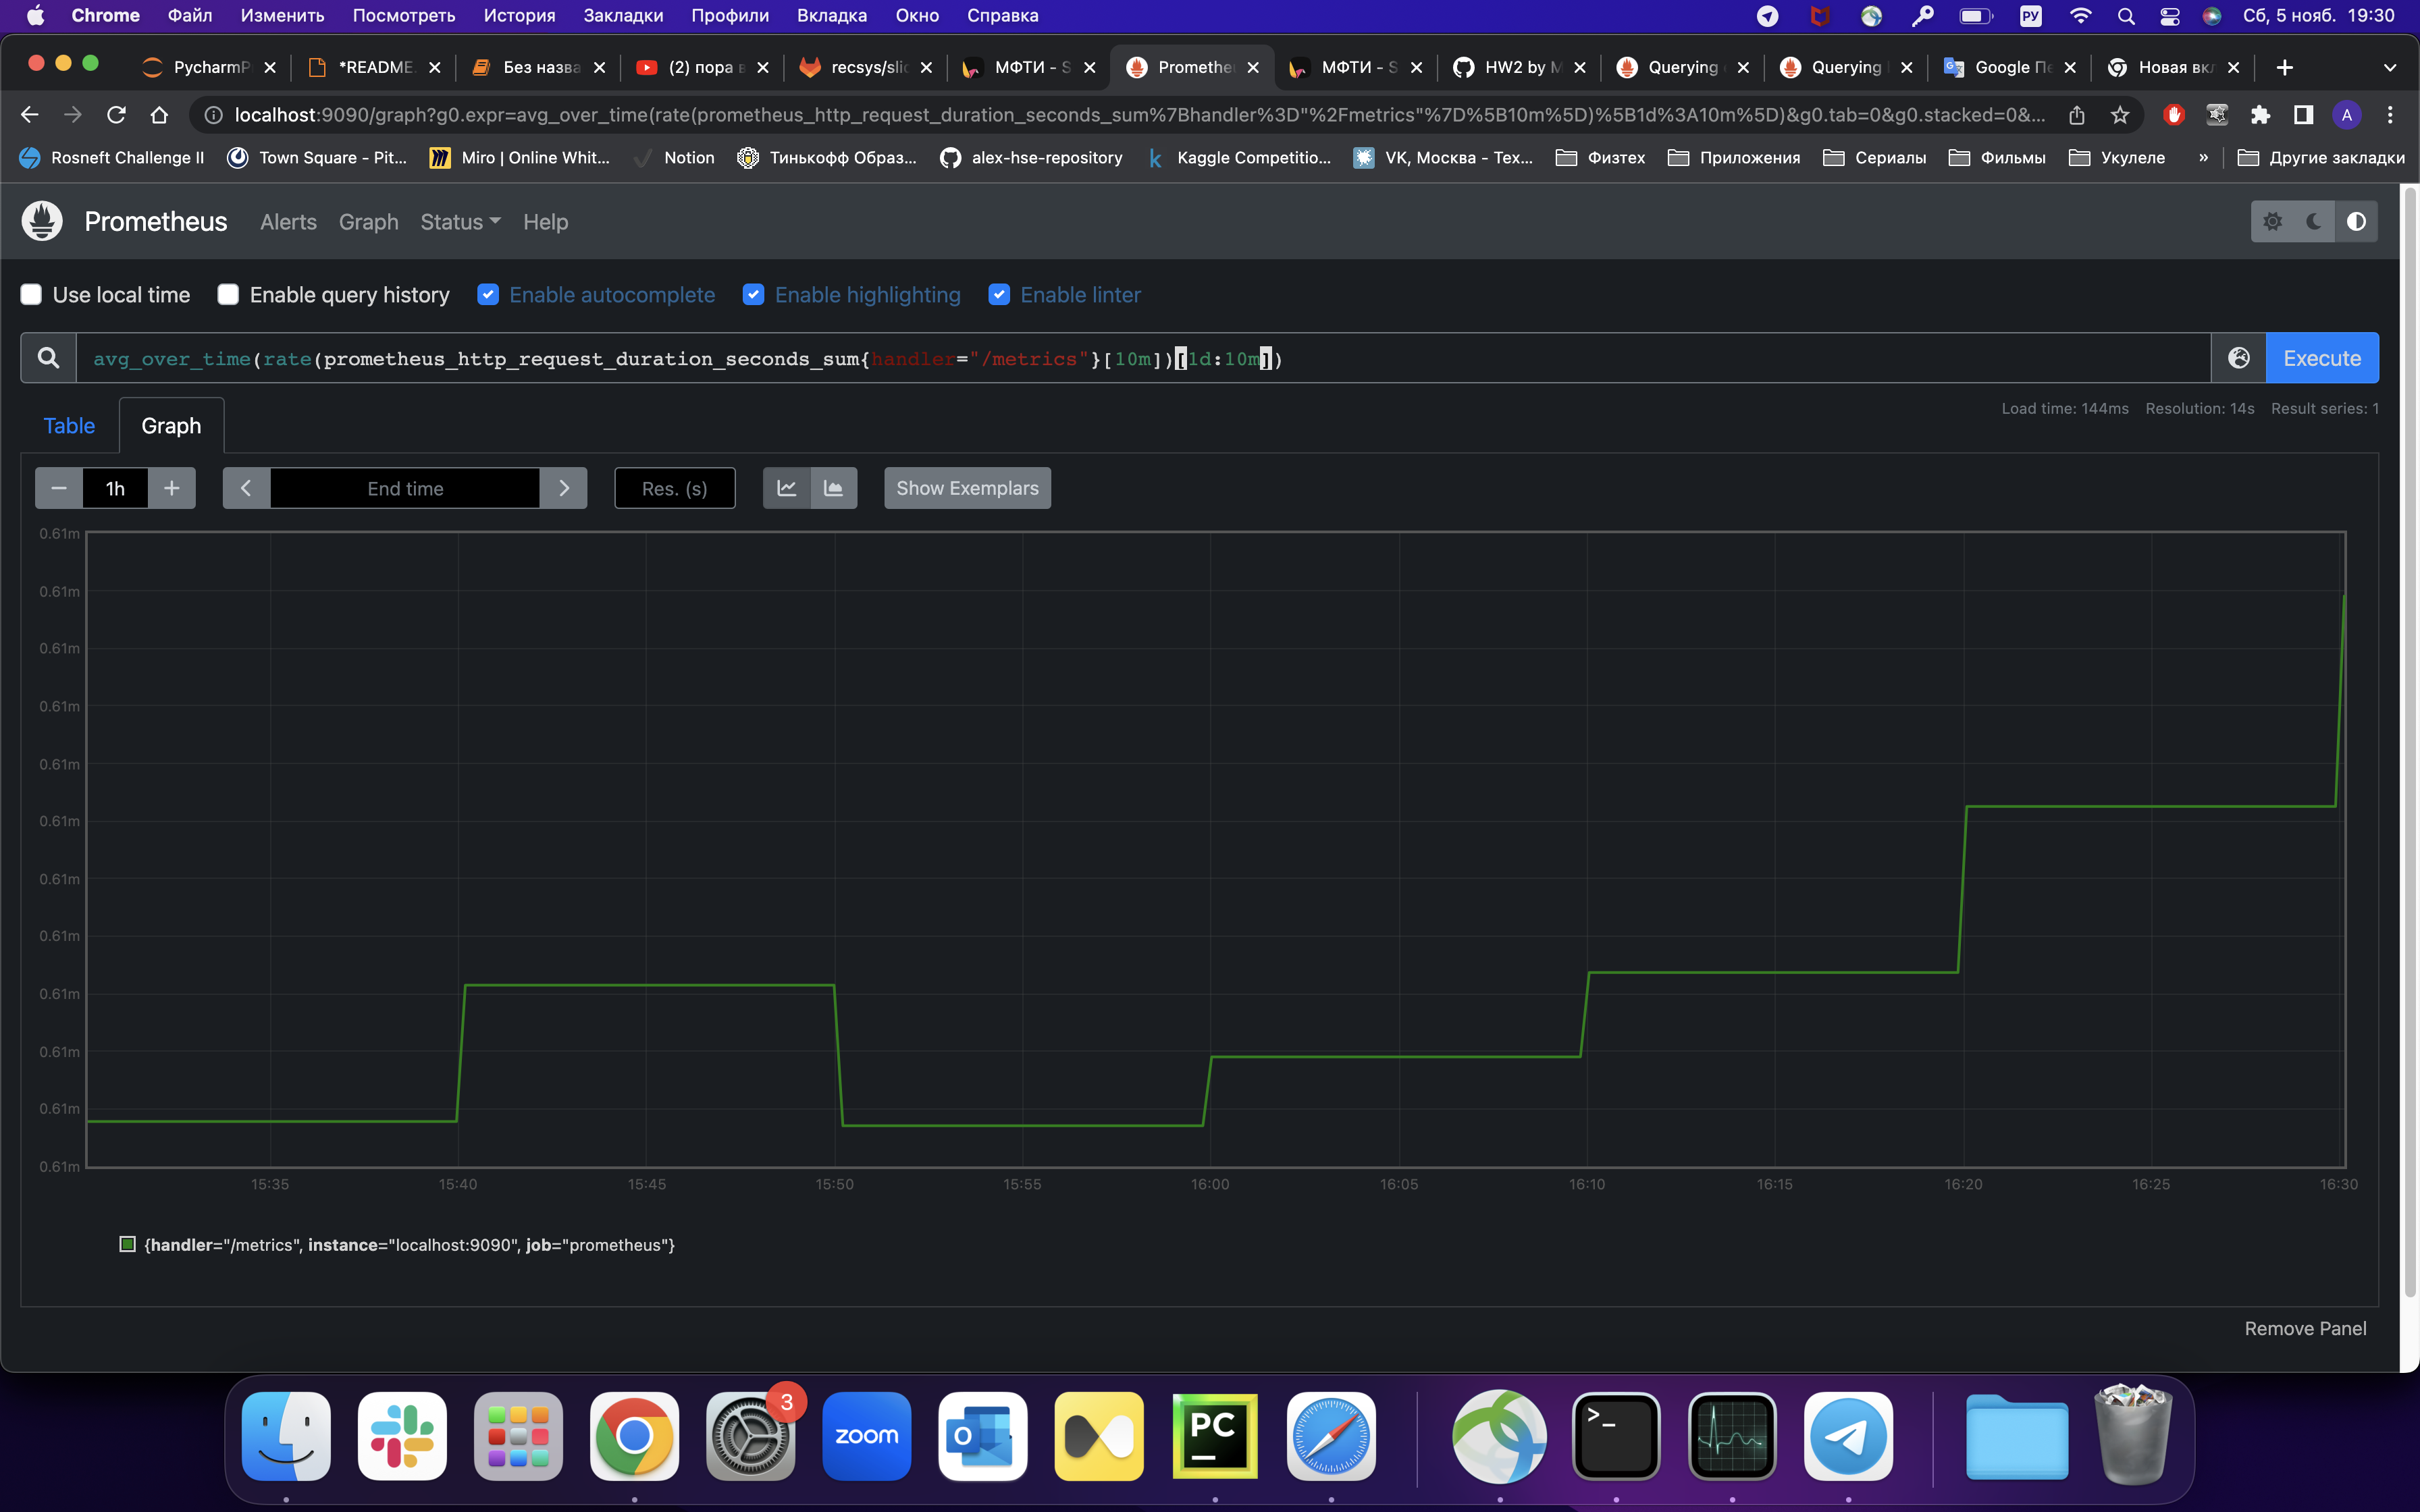 Chrome Файл Изменить Посмотреть История Закладки Профили Вкладка Окно Справка РУ Сб, 5 нояб. 19:30
PycharmP *README. Без назва (2) пора в recsys/slic МФТИ - S Promethe МФТИ - S HW2 by M Querying Querying Google Пе Новая вкл
localhost:9090/graph?g0.expr=avg_over_time(rate(prometheus_http_request_duration_seconds_sum%7Bhandler%3D"%2Fmetrics"%7D%5B10m%5D)%5B1d%3A10m%5D)&g0.tab=0&g0.stacked=0&... A
Rosneft Challenge II Town Square - Pit... Miro | Online Whit... Notion Тинькофф Образ... alex-hse-repository Kaggle Competitio... VK, Москва - Тех... Физтех Приложения Сериалы Фильмы Укулеле » Другие закладки
Prometheus Alerts Graph Status Help
Use local time Enable query history Enable autocomplete Enable highlighting Enable linter
avg_over_time(rate(prometheus_http_request_duration_seconds_sum{handler="/metrics"}[10m])[1d:10m]) Execute
Table Graph Load time: 144ms Resolution: 14s Result series: 1
1h End time Res. (s) Show Exemplars
0.61m
0.61m
0.61m
0.61m
0.61m
0.61m
0.61m
0.61m
0.61m
0.61m
0.61m
0.61m
15:35 15:40 15:45 15:50 15:55 16:00 16:05 16:10 16:15 16:20 16:25 16:30
{handler="/metrics", instance="localhost:9090", job="prometheus"}
Remove Panel
3
zoom
O
PC
>_